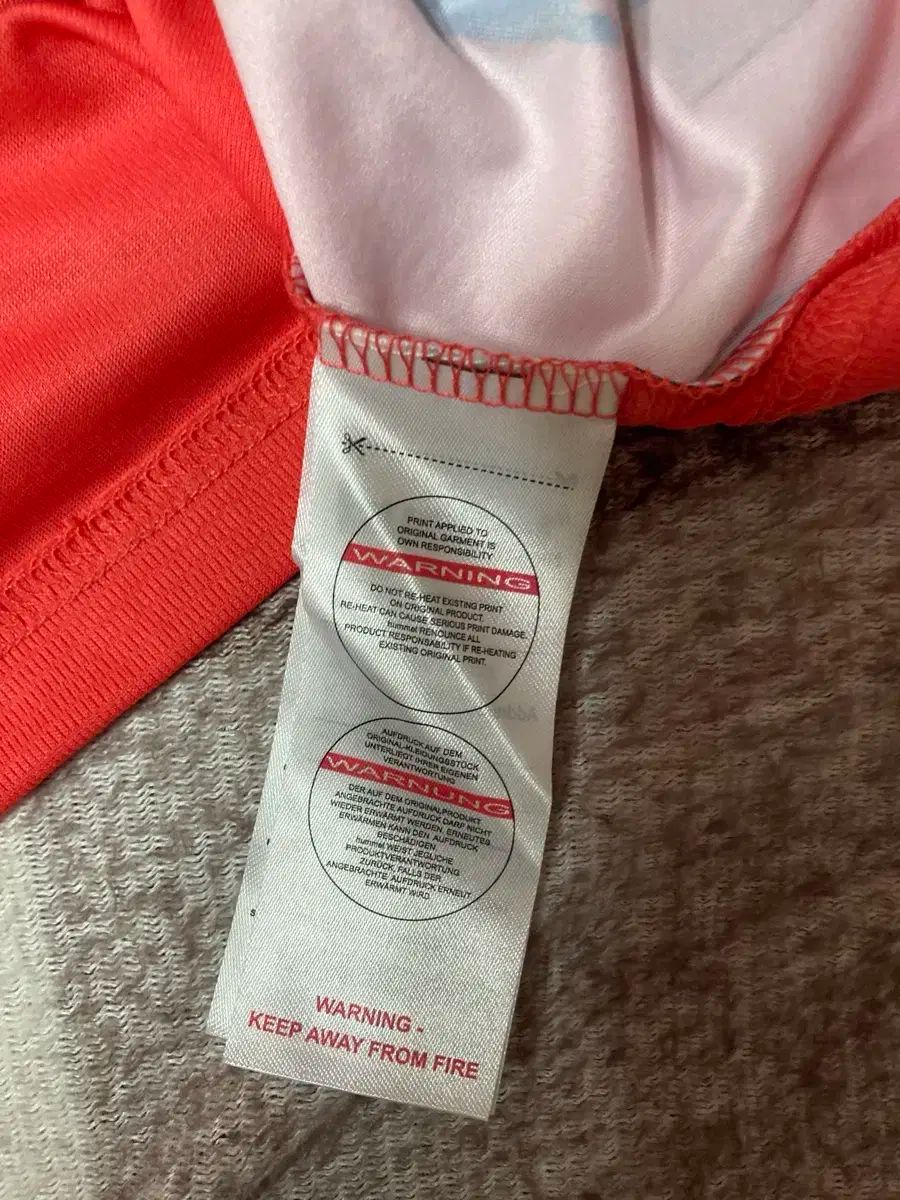 PRINT APPLIED TO
ORIGINAL GARMENT IS
OWN RESPONSIBILITY
WARNING
DO NOT RE-HEAT EXISTING PRINT
ON ORIGINAL PRODUCT.
RE-HEAT CAN CAUSE SERIOUS PRINT DAMAGE.
hummel RENOUNCE ALL
PRODUCT RESPONSABILITY IF RE-HEATING
EXISTING ORIGINAL PRINT.
AUFDRUCK AUF DEM
ORIGINAL-KLEIDUNGSSTÜCK
UNTERLIEGT IHRER EIGENEN
VERANTWORTUNG
WARNUNG
DER AUF DEM ORIGINALPRODUKT
ANGEBRACHTE AUFDRUCK DARF NICHT
WIEDER ERWÄRMT WERDEN. ERNEUTES
ERWÄRMEN KANN DEN AUFDRUCK
BESCHÄDIGEN.
hummel WEIST JEGLICHE
PRODUKTVERANTWORTUNG
ZURÜCK, FALLS DER
ANGEBRACHTE AUFDRUCK ERNEUT
ERWÄRMT WIRD.
s
WARNING -
KEEP AWAY FROM FIRE